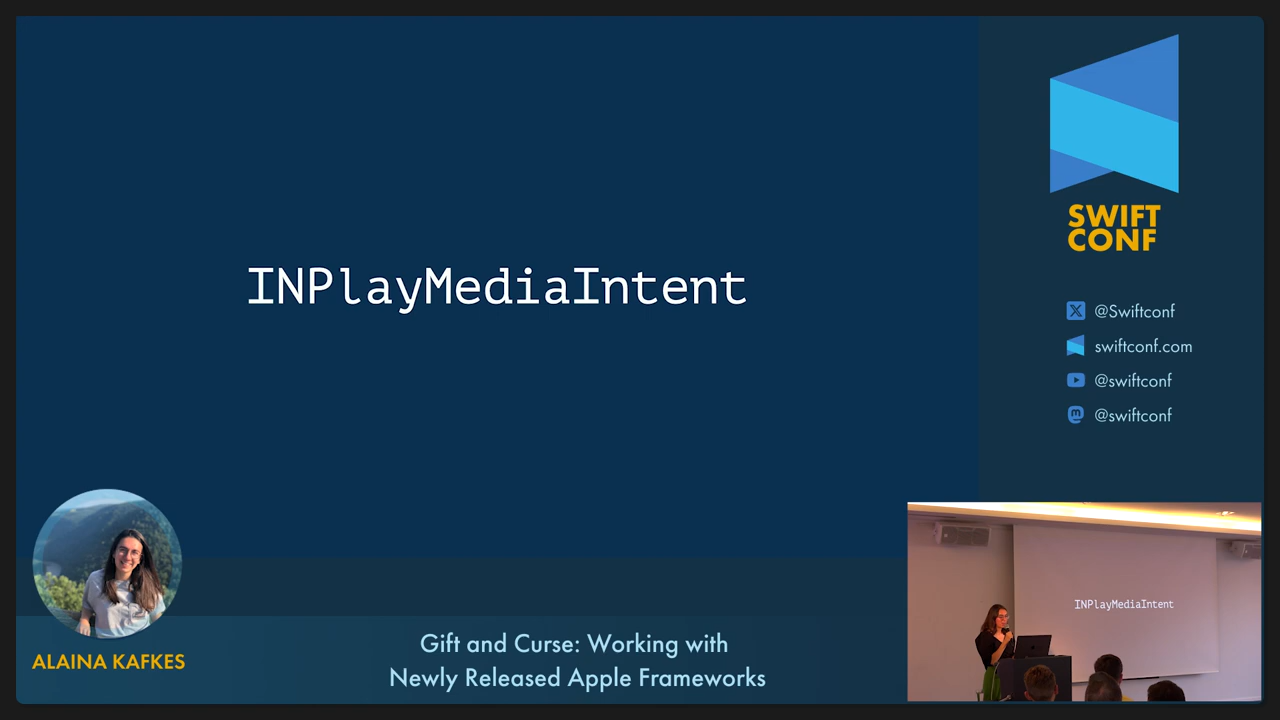 INPlayMediaIntent
SWIFT
CONF
@Swiftconf
swiftconf.com
@swiftconf
@swiftconf
INPlayMediaIntent
ALAINA KAFKES
Gift and Curse: Working with
Newly Released Apple Frameworks